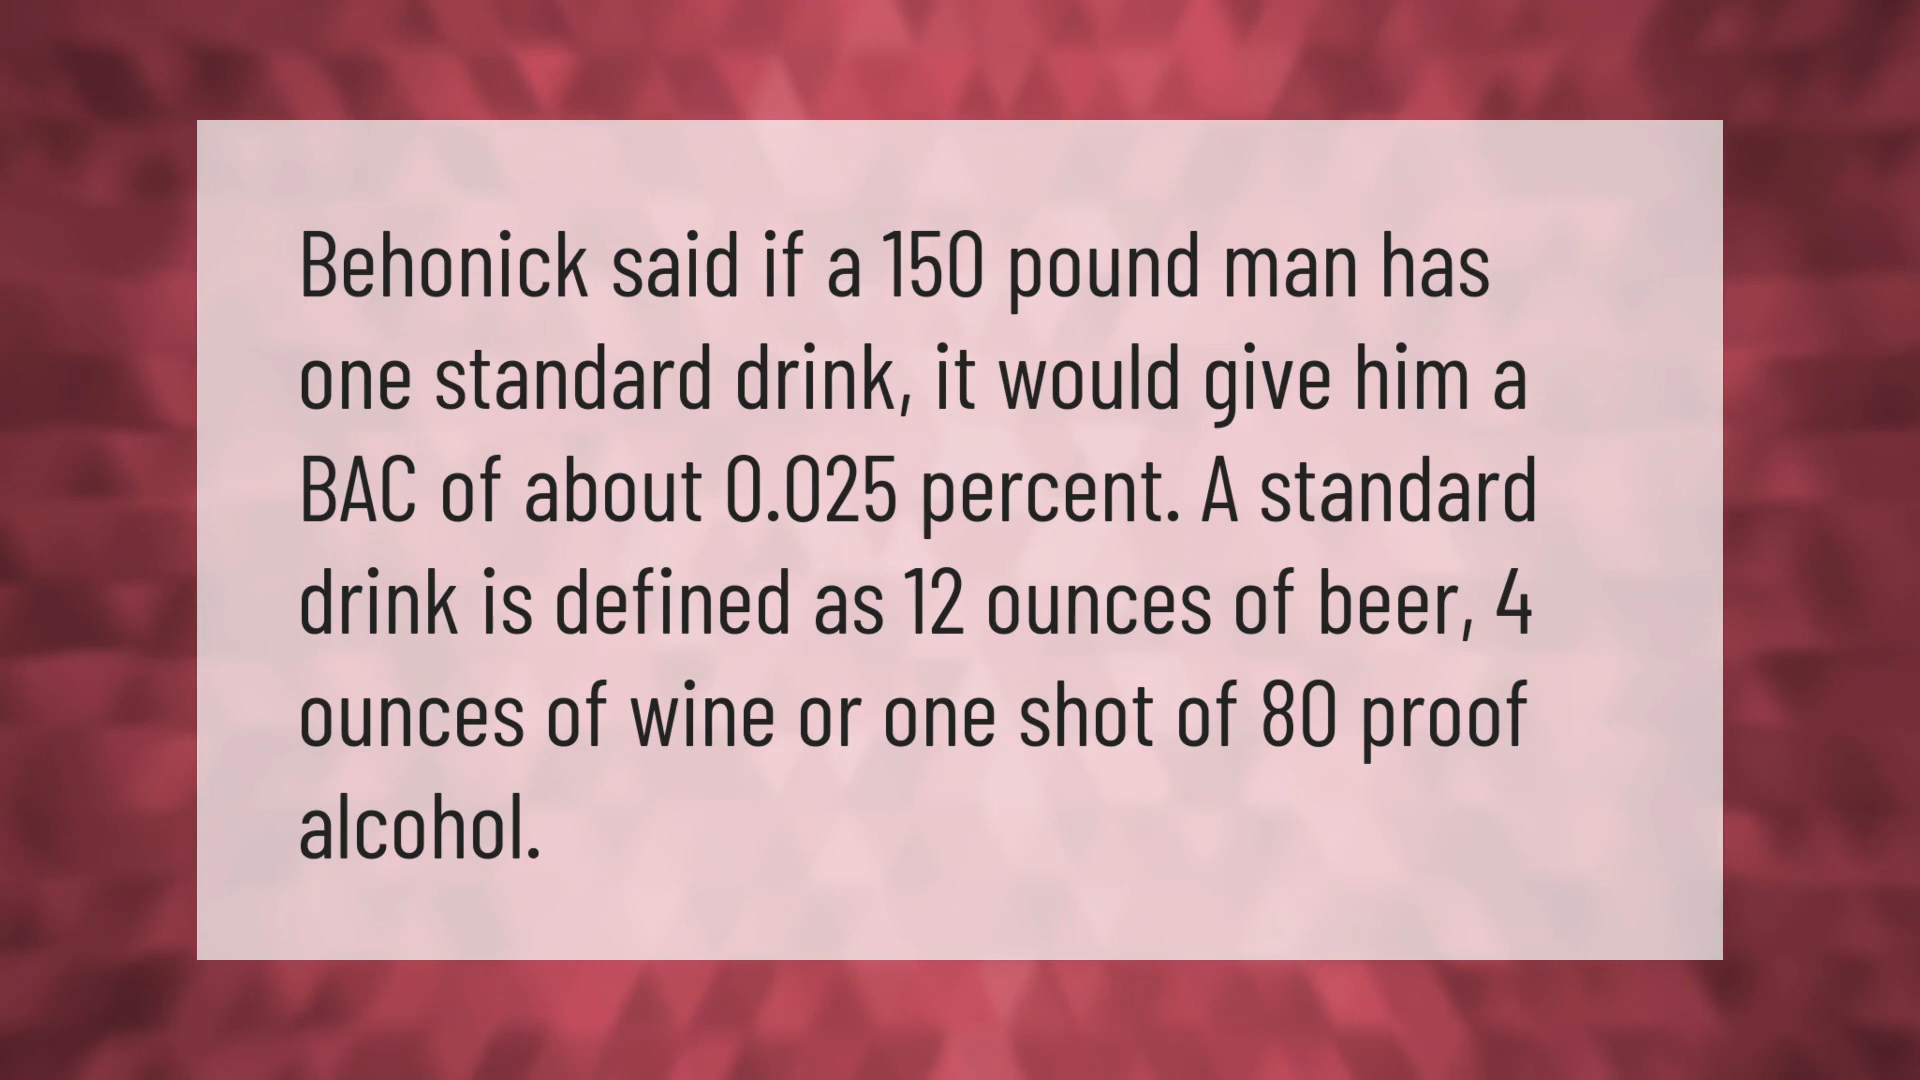 Behonick said if a 150 pound man has
one standard drink, it would give him a
BAC of about 0.025 percent. A standard
drink is defined as 12 ounces of beer, 4
ounces of wine or one shot of 80 proof
alcohol.